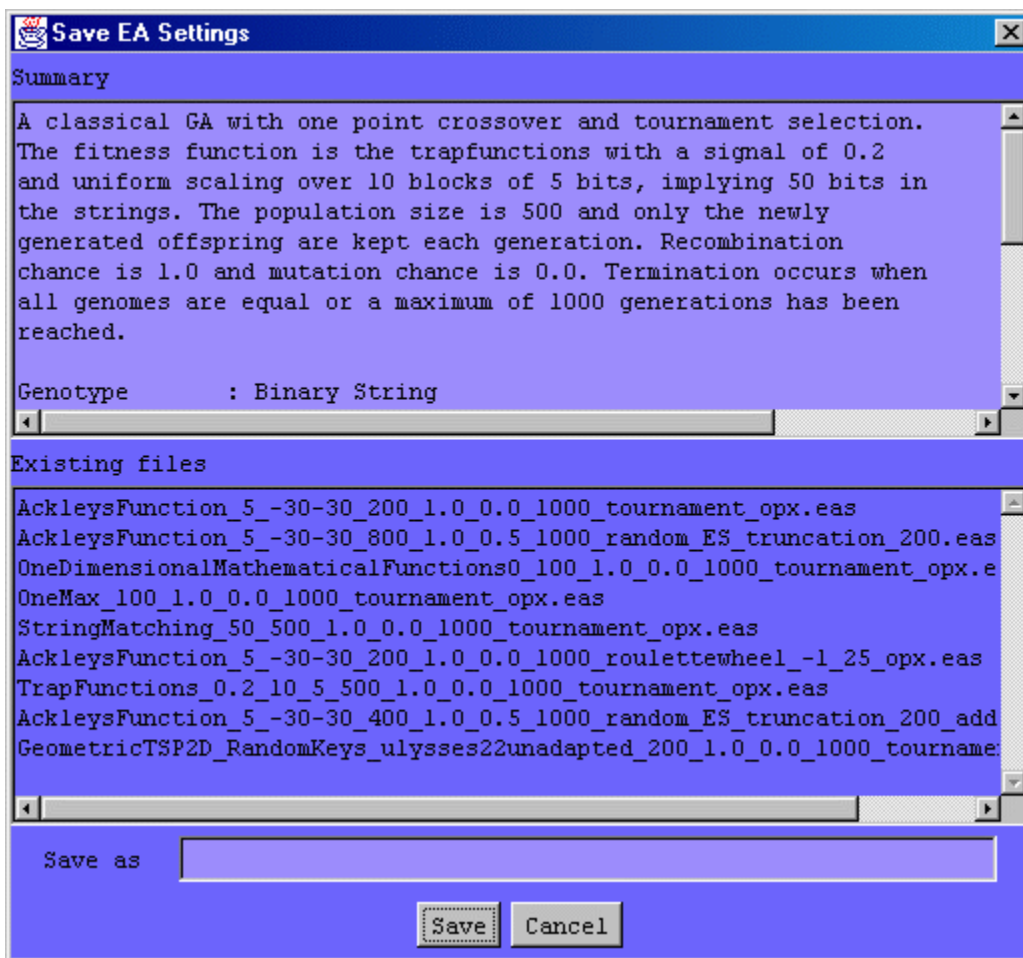 Save EA Settings
Summary
A classical GA with one point crossover and tournament selection.
The fitness function is the trapfunctions with a signal of 0.2
and uniform scaling over 10 blocks of 5 bits, implying 50 bits in
the strings. The population size is 500 and only the newly
generated offspring are kept each generation. Recombination
chance is 1.0 and mutation chance is 0.0. Termination occurs when
all genomes are equal or a maximum of 1000 generations has been
reached.
Genotype : Binary String
Existing files
AckleysFunction_5_-30-30_200_1.0_0.0_1000_tournament_opx.eas
AckleysFunction_5_-30-30_800_1.0_0.5_1000_random_ES_truncation_200.eas
OneDimensionalMathematicalFunctions0_100_1.0_0.0_1000_tournament_opx.e
OneMax_100_1.0_0.0_1000_tournament_opx.eas
StringMatching_50_500_1.0_0.0_1000_tournament_opx.eas
AckleysFunction_5_-30-30_200_1.0_0.0_1000_roulettewheel_-1_25_opx.eas
TrapFunctions_0.2_10_5_500_1.0_0.0_1000_tournament_opx.eas
AckleysFunction_5_-30-30_400_1.0_0.5_1000_random_ES_truncation_200_add
GeometricTSP2D_RandomKeys_ulysses22unadapted_200_1.0_0.0_1000_tourname
Save as
Save Cancel